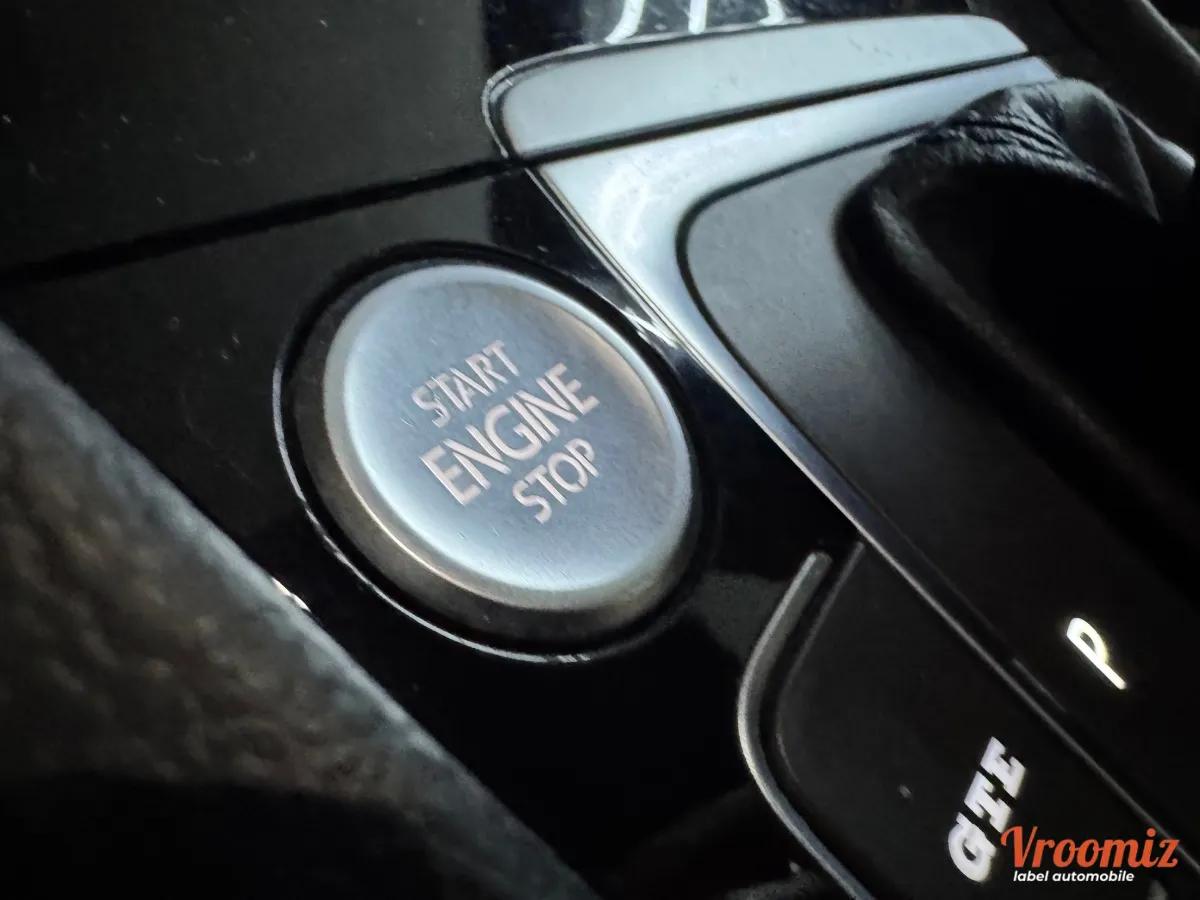 START
ENGINE
STOP
P
GTE
Vroomiz
label automobile